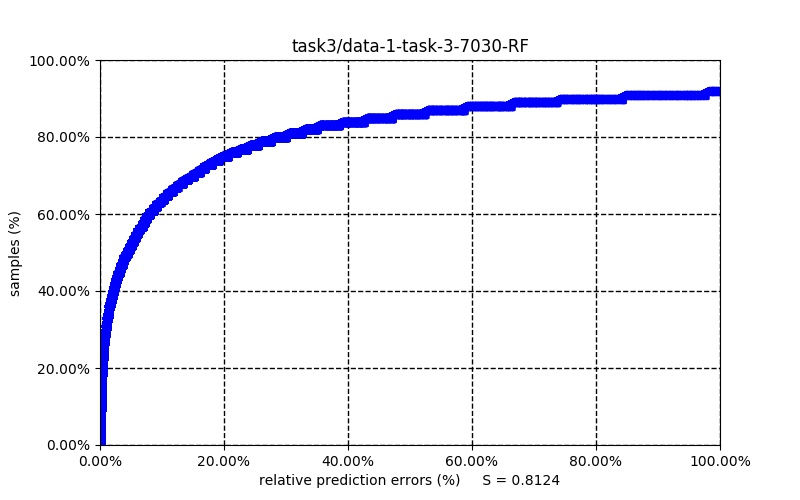 task3/data-1-task-3-7030-RF
100.00%
80.00%
60.00%
40.00%
20.00%
0.00%
samples (%)
0.00% 20.00% 40.00% 60.00% 80.00% 100.00%
relative prediction errors (%) S = 0.8124